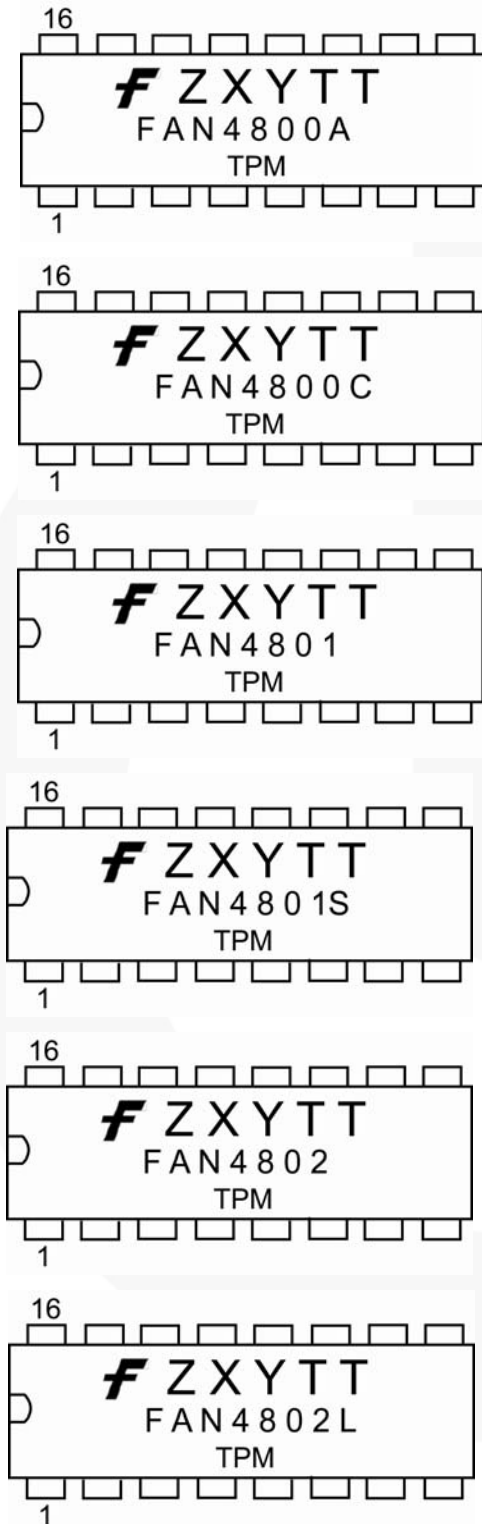 16
ZXYTT
FAN4800A
TPM
1
16
ZXYTT
FAN4800C
TPM
1
16
ZXYTT
FAN4801
TPM
1
16
ZXYTT
FAN4801S
TPM
1
16
ZXYTT
FAN4802
TPM
1
16
ZXYTT
FAN4802L
TPM
1